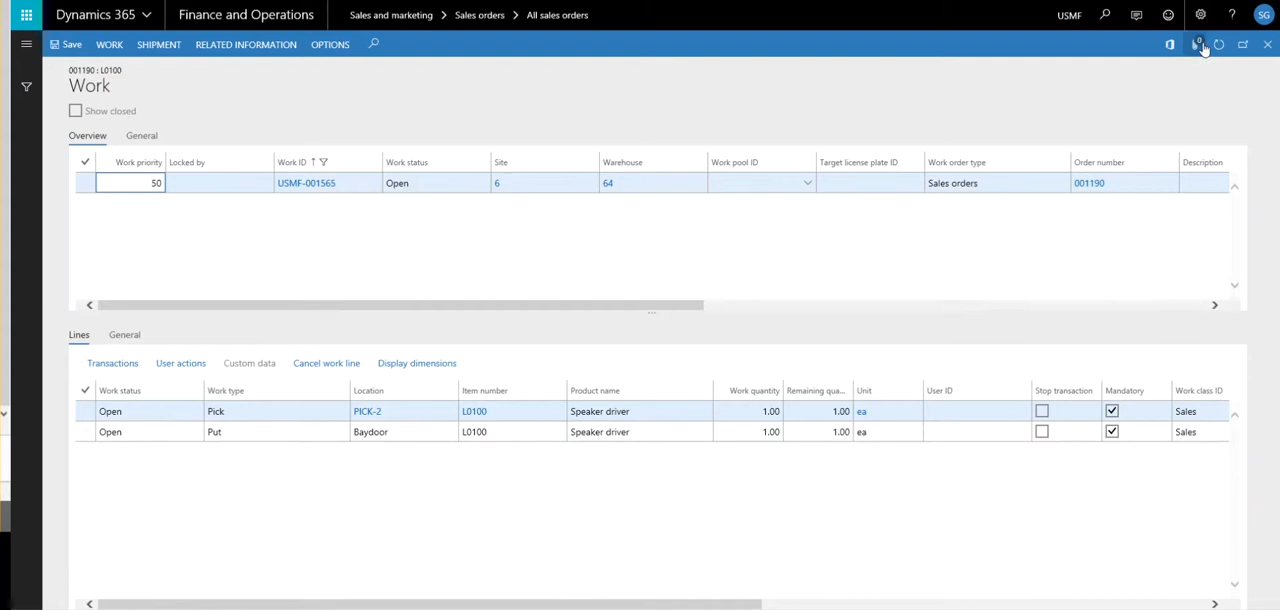 Dynamics 365 Finance and Operations Sales and marketing > Sales orders > All sales orders USMF ? SG
Save WORK SHIPMENT RELATED INFORMATION OPTIONS 0
001190 : L0100
Work
Show closed
Overview General
Work priority Locked by Work ID ↑ Work status Site Warehouse Work pool ID Target license plate ID Work order type Order number Description
50 USMF-001565 Open 6 64 Sales orders 001190
Lines General
Transactions User actions Custom data Cancel work line Display dimensions
Work status Work type Location Item number Product name Work quantity Remaining qua... Unit User ID Stop transaction Mandatory Work class ID
Open Pick PICK-2 L0100 Speaker driver 1.00 1.00 ea Sales
Open Put Baydoor L0100 Speaker driver 1.00 1.00 ea Sales